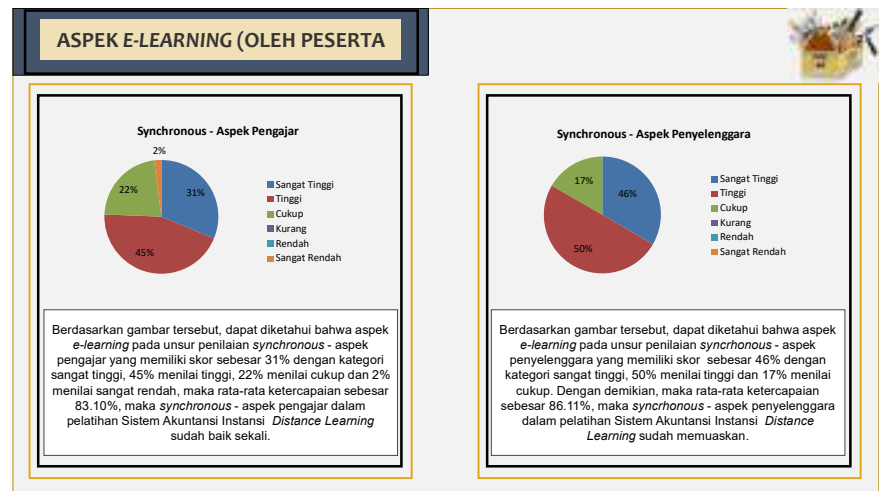 ASPEK E-LEARNING (OLEH PESERTA
Synchronous - Aspek Pengajar
2%
22%
31%
45%
Sangat Tinggi
Tinggi
Cukup
Kurang
Rendah
Sangat Rendah
Berdasarkan gambar tersebut, dapat diketahui bahwa aspek
e-learning pada unsur penilaian synchronous - aspek
pengajar yang memiliki skor sebesar 31% dengan kategori
sangat tinggi, 45% menilai tinggi, 22% menilai cukup dan 2%
menilai sangat rendah, maka rata-rata ketercapaian sebesar
83.10%, maka synchronous - aspek pengajar dalam
pelatihan Sistem Akuntansi Instansi Distance Learning
sudah baik sekali.
Synchronous - Aspek Penyelenggara
17%
46%
50%
Sangat Tinggi
Tinggi
Cukup
Kurang
Rendah
Sangat Rendah
Berdasarkan gambar tersebut, dapat diketahui bahwa aspek
e-learning pada unsur penilaian syncrhonous - aspek
penyelenggara yang memiliki skor sebesar 46% dengan
kategori sangat tinggi, 50% menilai tinggi dan 17% menilai
cukup. Dengan demikian, maka rata-rata ketercapaian
sebesar 86.11%, maka syncrhonous - aspek penyelenggara
dalam pelatihan Sistem Akuntansi Instansi Distance
Learning sudah memuaskan.